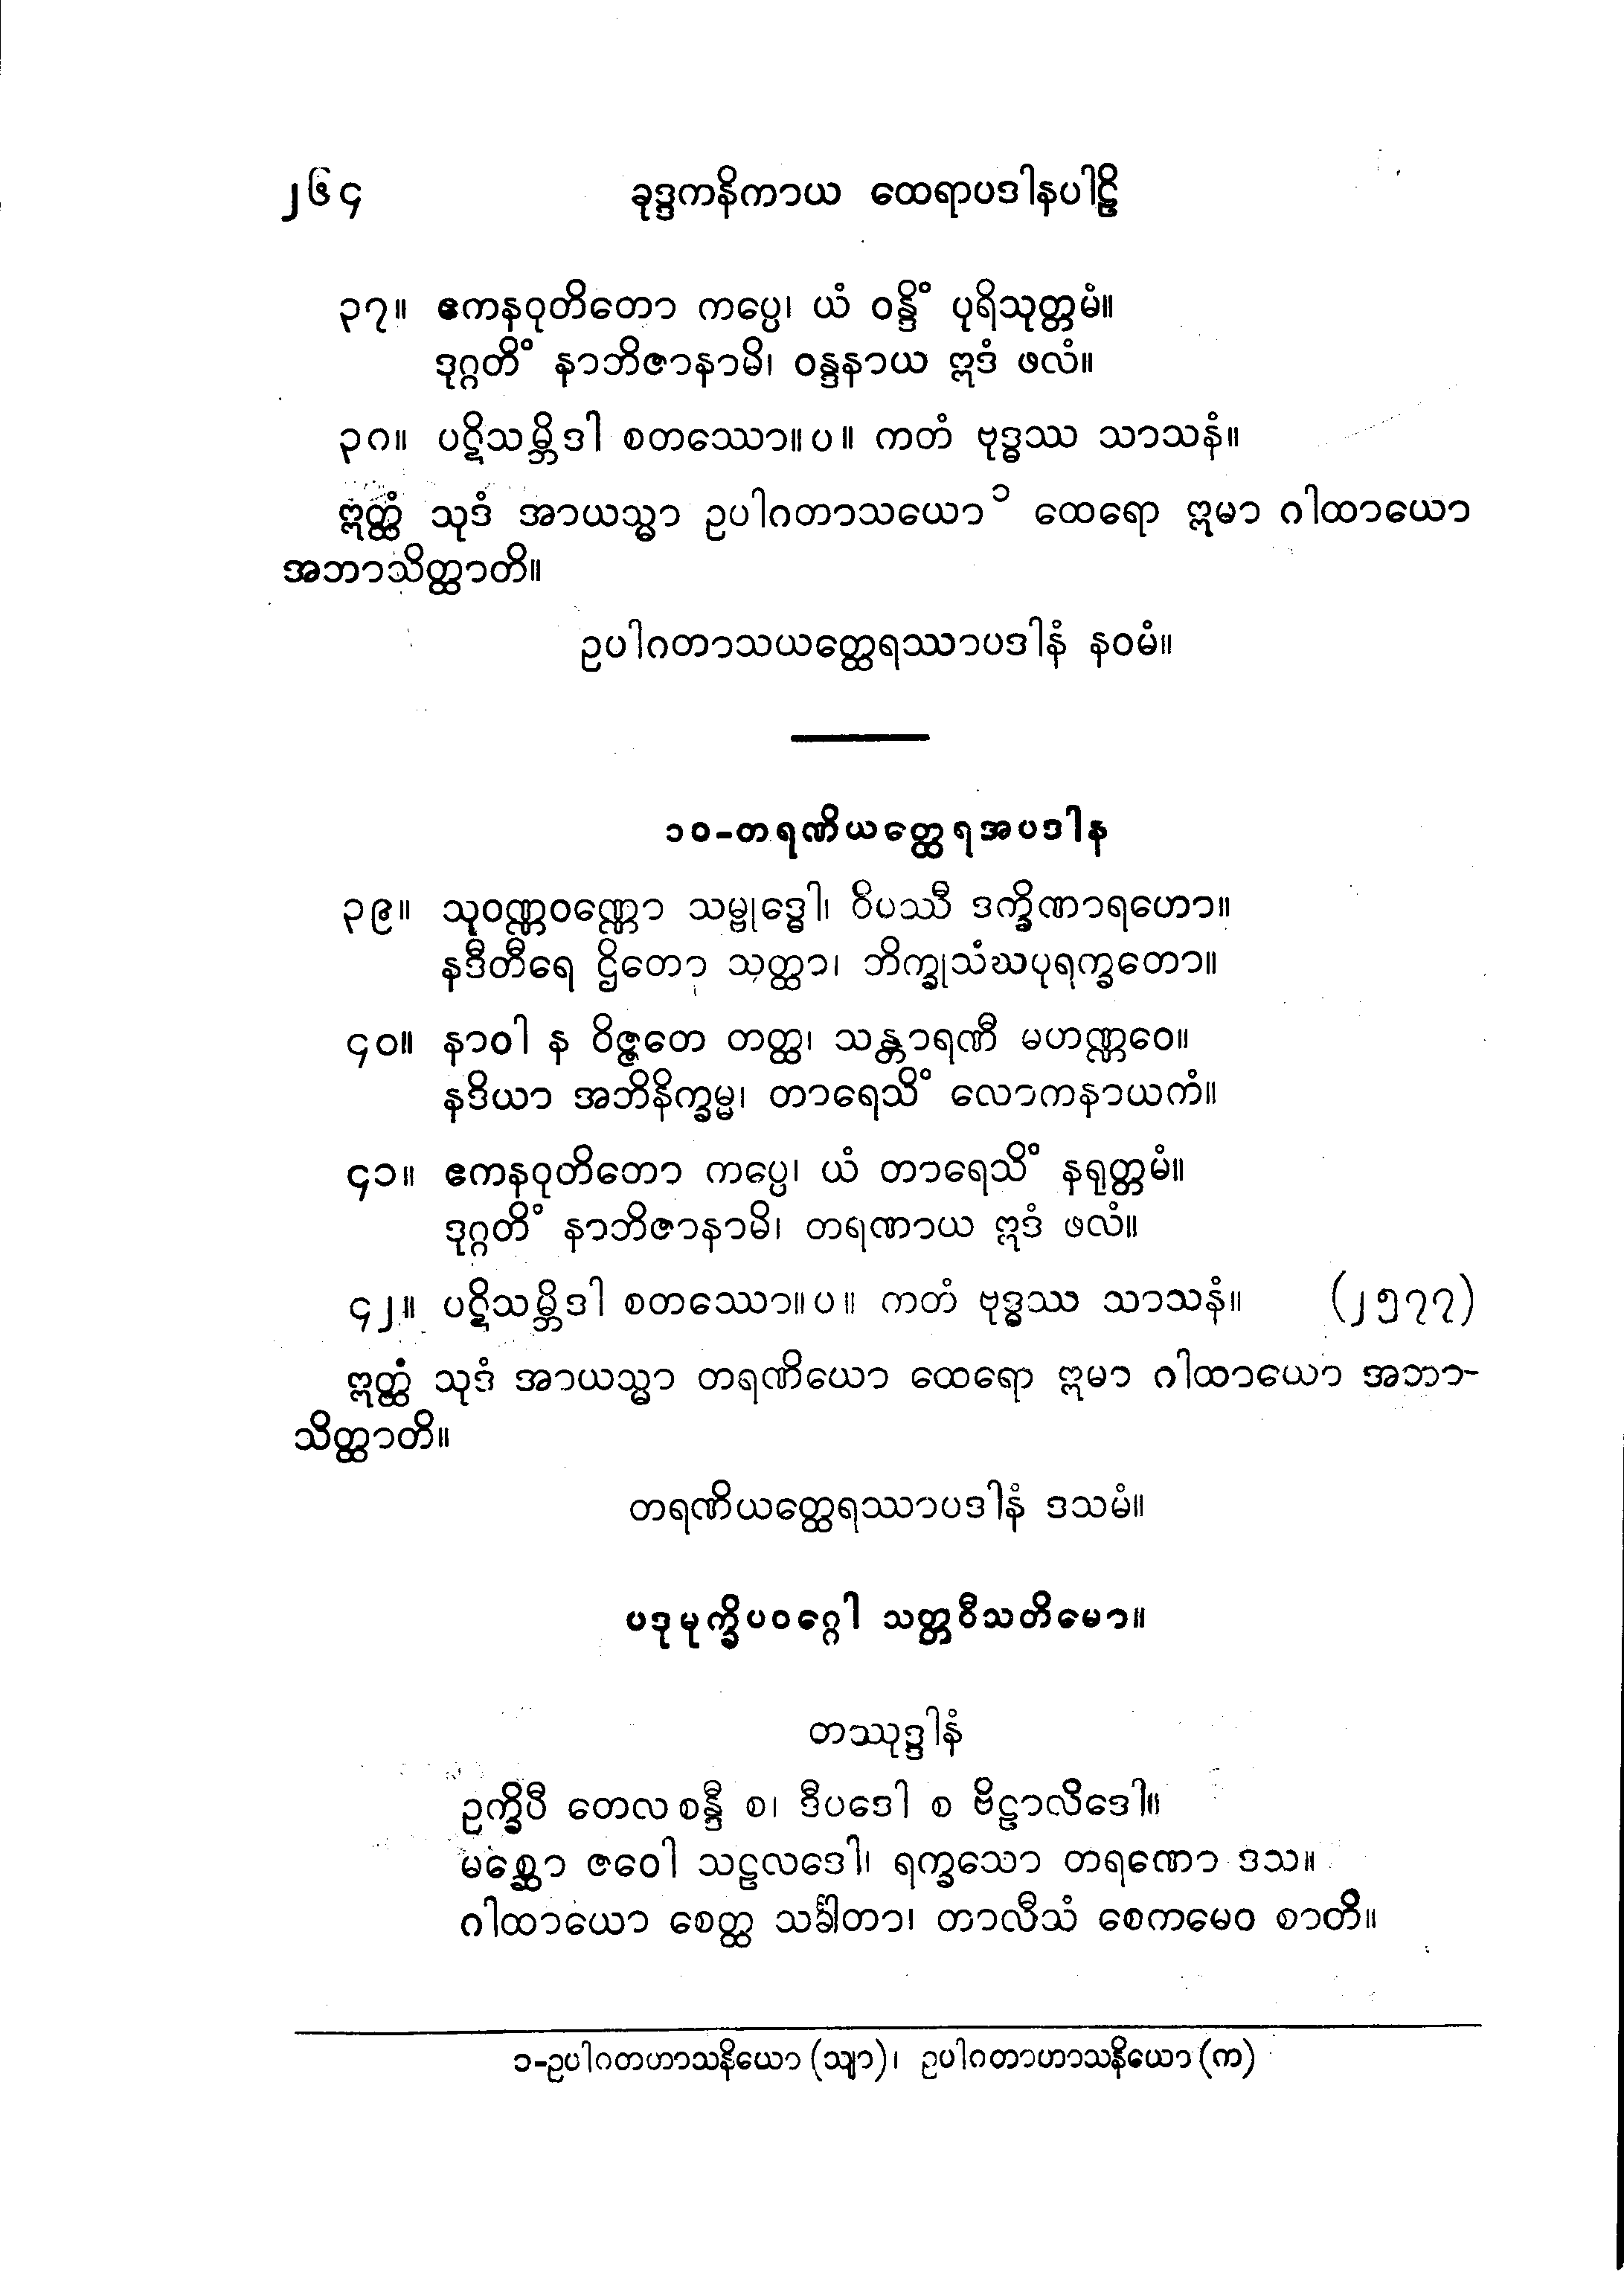 ၂၆၄ ခုဒ္ဒကနိကာယ ထေရာပဒါနပါဠိ
၃၇။ ဧကနဝုတိတော ကပ္ပေ၊ ယံ ဝန္ဒိံ ပုရိသုတ္တမံ။
ဒုဂ္ဂတိံ နာဘိဇာနာမိ၊ ဝန္ဒနာယ ဣဒံ ဖလံ။
၃၈။ ပဋိသမ္ဘိဒါ စတဿော။ပ။ ကတံ ဗုဒ္ဓဿ သာသနံ။
ဣတ္ထံ သုဒံ အာယသ္မာ ဥပါဂတာသယော ၁ ထေရော ဣမာ ဂါထာယော
အဘာသိတ္ထာတိ။
ဥပါဂတာသယတ္ထေရဿာပဒါနံ နဝမံ။
၁၀-တရဏိယတ္ထေရအပဒါန
၃၉။ သုဝဏ္ဏဝဏ္ဏော သမ္ဗုဒ္ဓေါ၊ ဝိပဿီ ဒက္ခိဏာရဟော။
နဒီတီရေ ဌိတော သတ္ထာ၊ ဘိက္ခုသံဃပုရက္ခတော။
၄၀။ နာဝါ န ဝိဇ္ဇတေ တတ္ထ၊ သန္တာရဏီ မဟဏ္ဏဝေ။
နဒိယာ အဘိနိက္ခမ္မ၊ တာရေသိံ လောကနာယကံ။
၄၁။ ဧကနဝုတိတော ကပ္ပေ၊ ယံ တာရေသိံ နရုတ္တမံ။
ဒုဂ္ဂတိံ နာဘိဇာနာမိ၊ တရဏာယ ဣဒံ ဖလံ။
၄၂။ ပဋိသမ္ဘိဒါ စတဿော။ပ။ ကတံ ဗုဒ္ဓဿ သာသနံ။ (၂၅၇၇)
ဣတ္ထံ သုဒံ အာယသ္မာ တရဏိယော ထေရော ဣမာ ဂါထာယော အဘာ-
သိတ္ထာတိ။
တရဏိယတ္ထေရဿာပဒါနံ ဒသမံ။
ပဒုမုက္ခိပဝဂ္ဂေါ သတ္တဝီသတိမော။
တဿုဒ္ဒါနံ
ဥက္ခိပီ တေလစန္ဒီ စ၊ ဒီပဒေါ စ ဗိဠာလိဒေါ။
မစ္ဆော ဇဝေါ သဠလဒေါ၊ ရက္ခသော တရဏော ဒသ။
ဂါထာယော စေတ္ထ သင်္ခါတာ၊ တာလီသံ စေကမေဝ စာတိ။
၁-ဥပါဂတဟာသနိယော (သျာ)၊ ဥပါဂတာဟာသနိယော (က)